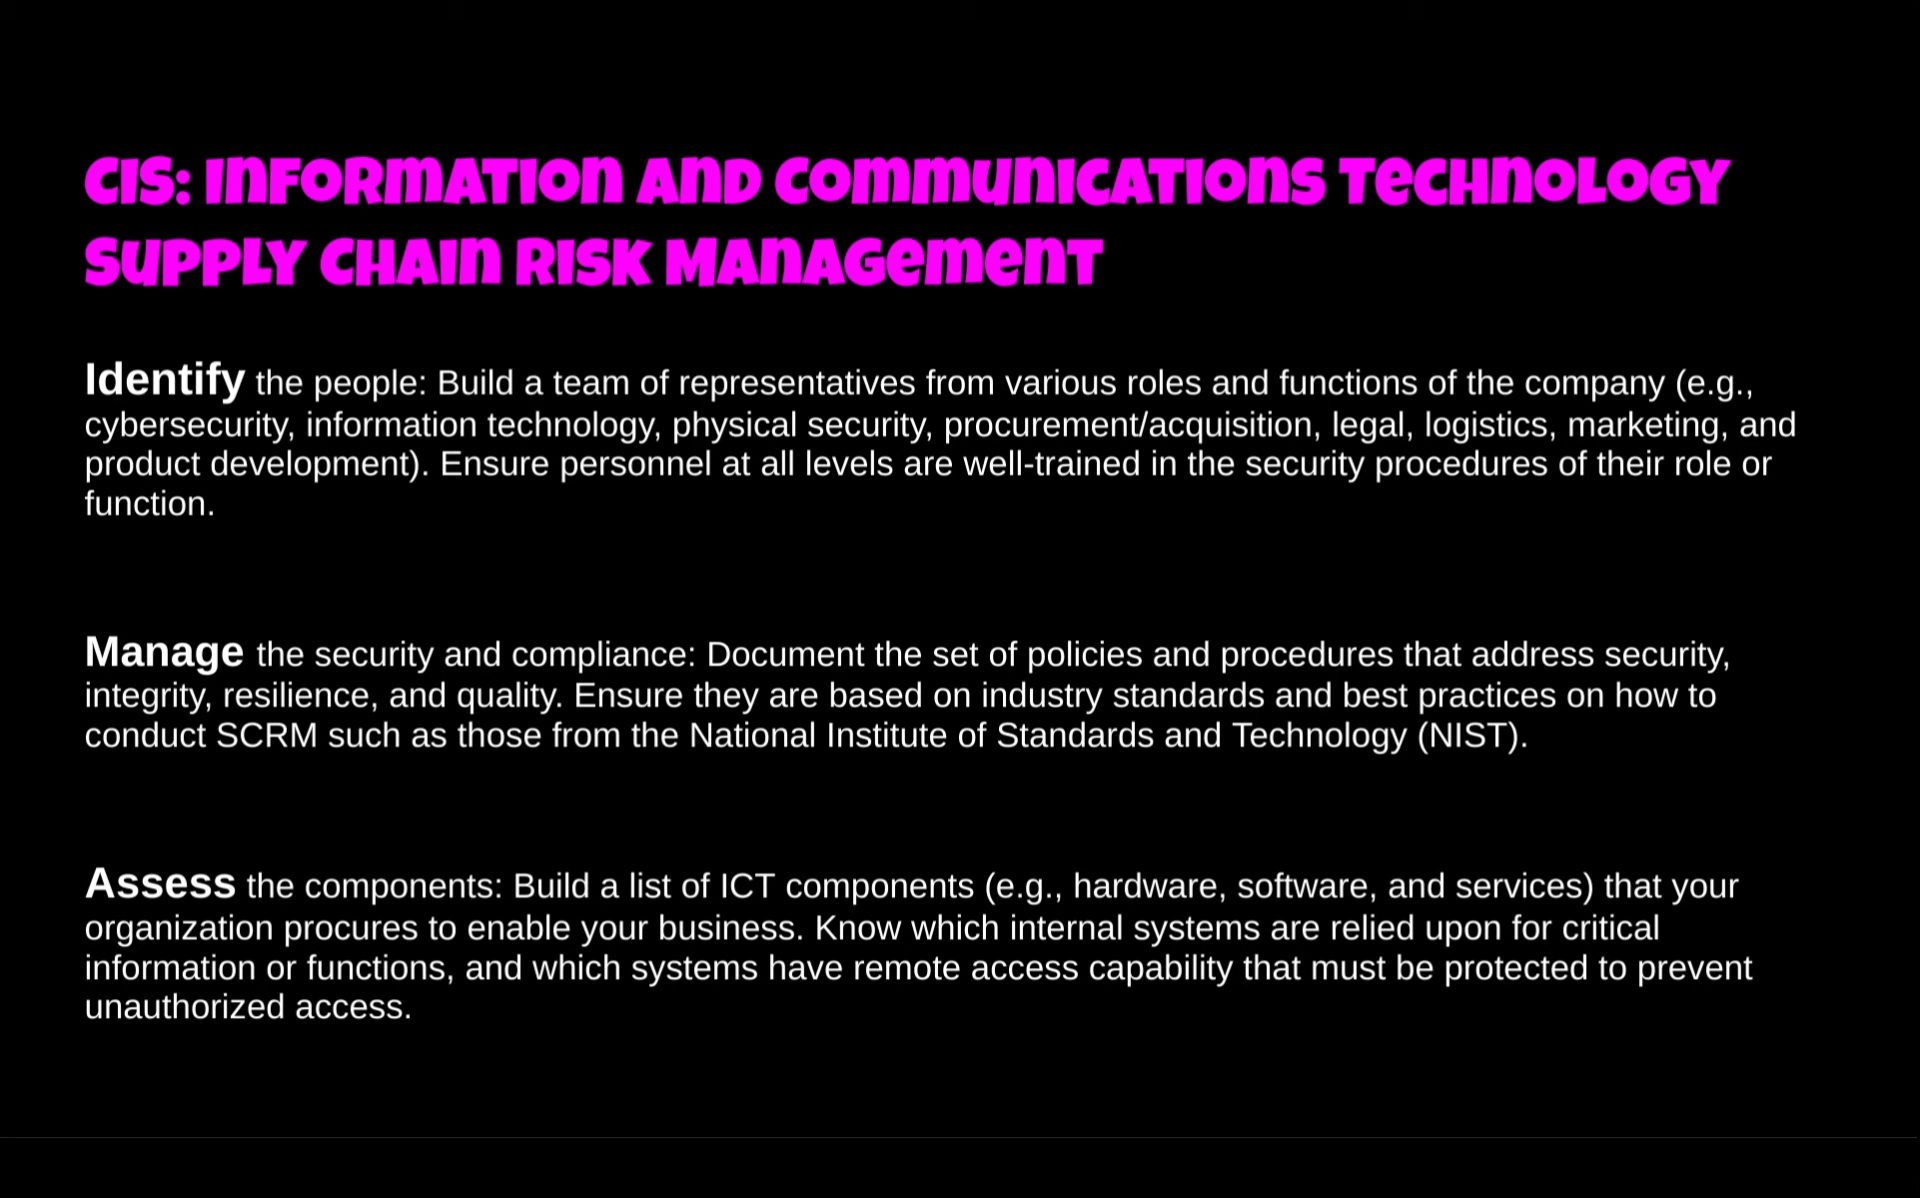 CIS: Information and Communications Technology
Supply Chain Risk Management
Identify the people: Build a team of representatives from various roles and functions of the company (e.g.,
cybersecurity, information technology, physical security, procurement/acquisition, legal, logistics, marketing, and
product development). Ensure personnel at all levels are well-trained in the security procedures of their role or
function.
Manage the security and compliance: Document the set of policies and procedures that address security,
integrity, resilience, and quality. Ensure they are based on industry standards and best practices on how to
conduct SCRM such as those from the National Institute of Standards and Technology (NIST).
Assess the components: Build a list of ICT components (e.g., hardware, software, and services) that your
organization procures to enable your business. Know which internal systems are relied upon for critical
information or functions, and which systems have remote access capability that must be protected to prevent
unauthorized access.